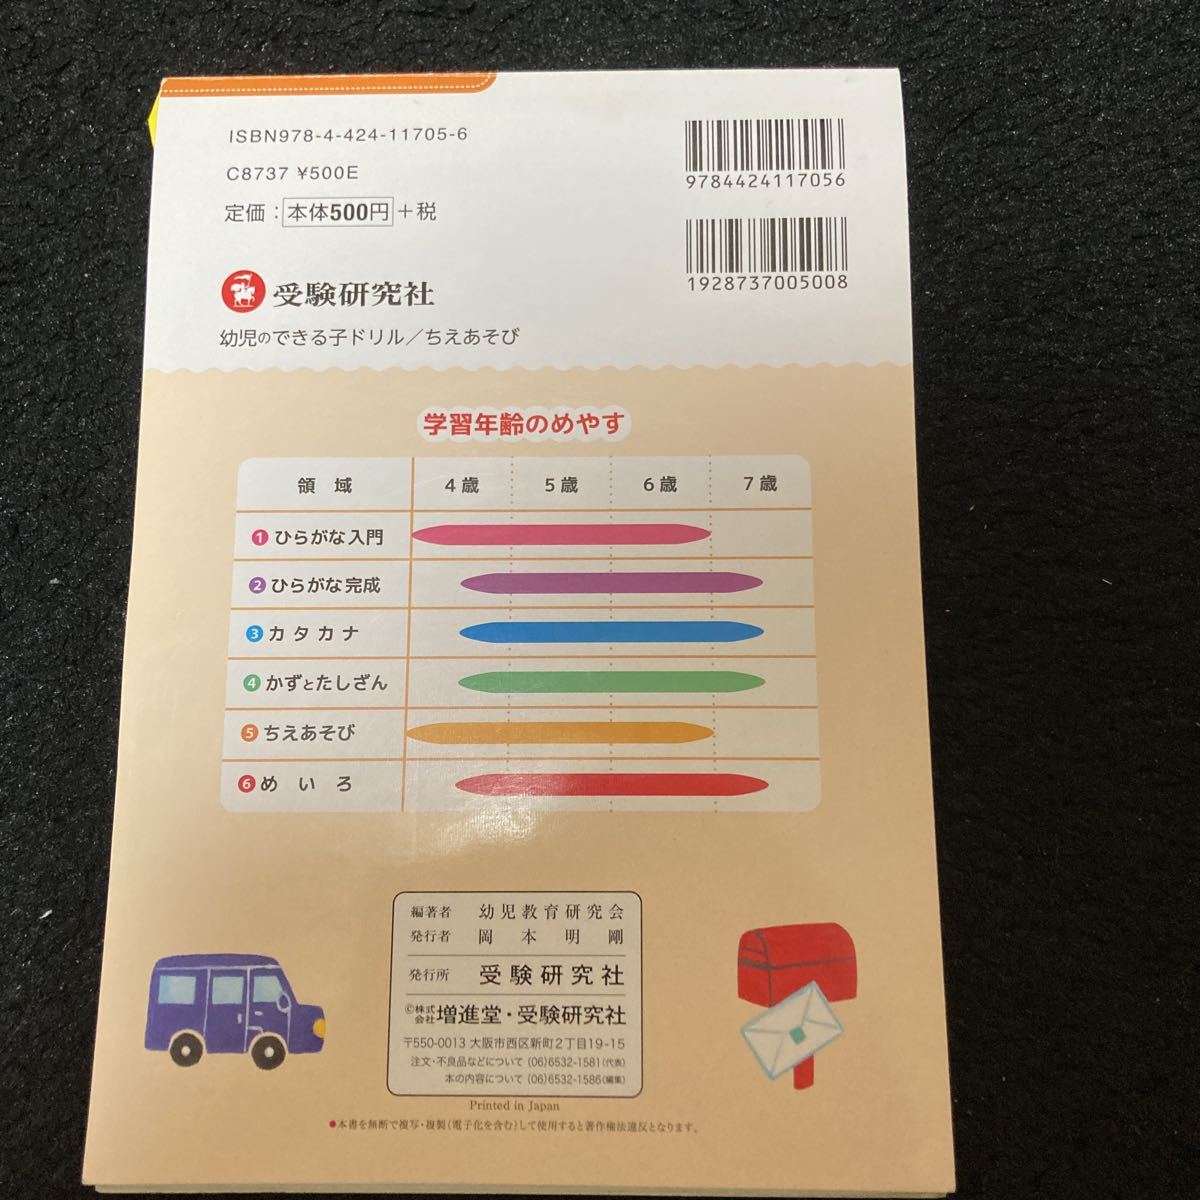 ISBN978-4-424-11705-6
C8737 ¥500E
定価：本体500円＋税
9784424117056
1928737005008
受験研究社
幼児のできる子ドリル／ちえあそび
学習年齢のめやす
領域 4歳 5歳 6歳 7歳
❶ひらがな入門
❷ひらがな完成
❸カタカナ
❹かずとたしざん
❺ちえあそび
❻めいろ
編著者 幼児教育研究会
発行者 岡本明剛
発行所 受験研究社
©株式会社増進堂・受験研究社
〒550-0013 大阪市西区新町2丁目19-15
注文・不良品などについて (06)6532-1581(代表)
本の内容について (06)6532-1586(編集)
Printed in Japan
●本書を無断で複写・複製(電子化を含む)して使用すると著作権法違反となります。